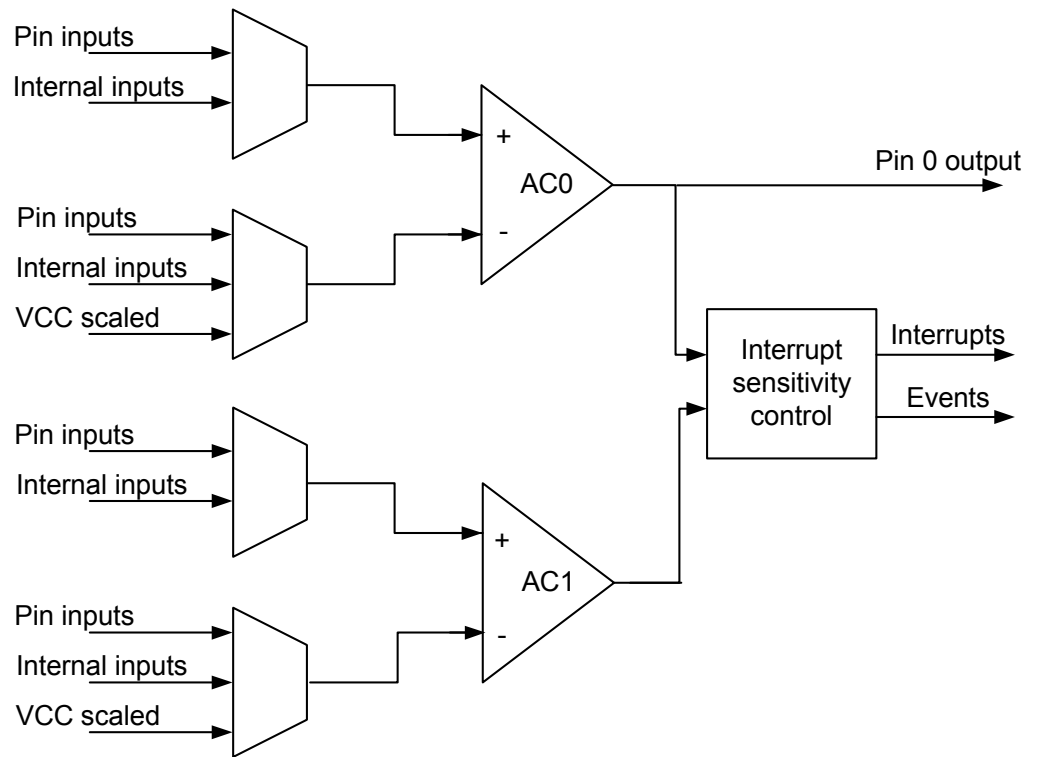 Pin inputs
Internal inputs
+
AC0
-
Pin 0 output
Pin inputs
Internal inputs
VCC scaled
Interrupt
sensitivity
control
Interrupts
Events
Pin inputs
Internal inputs
+
AC1
-
Pin inputs
Internal inputs
VCC scaled